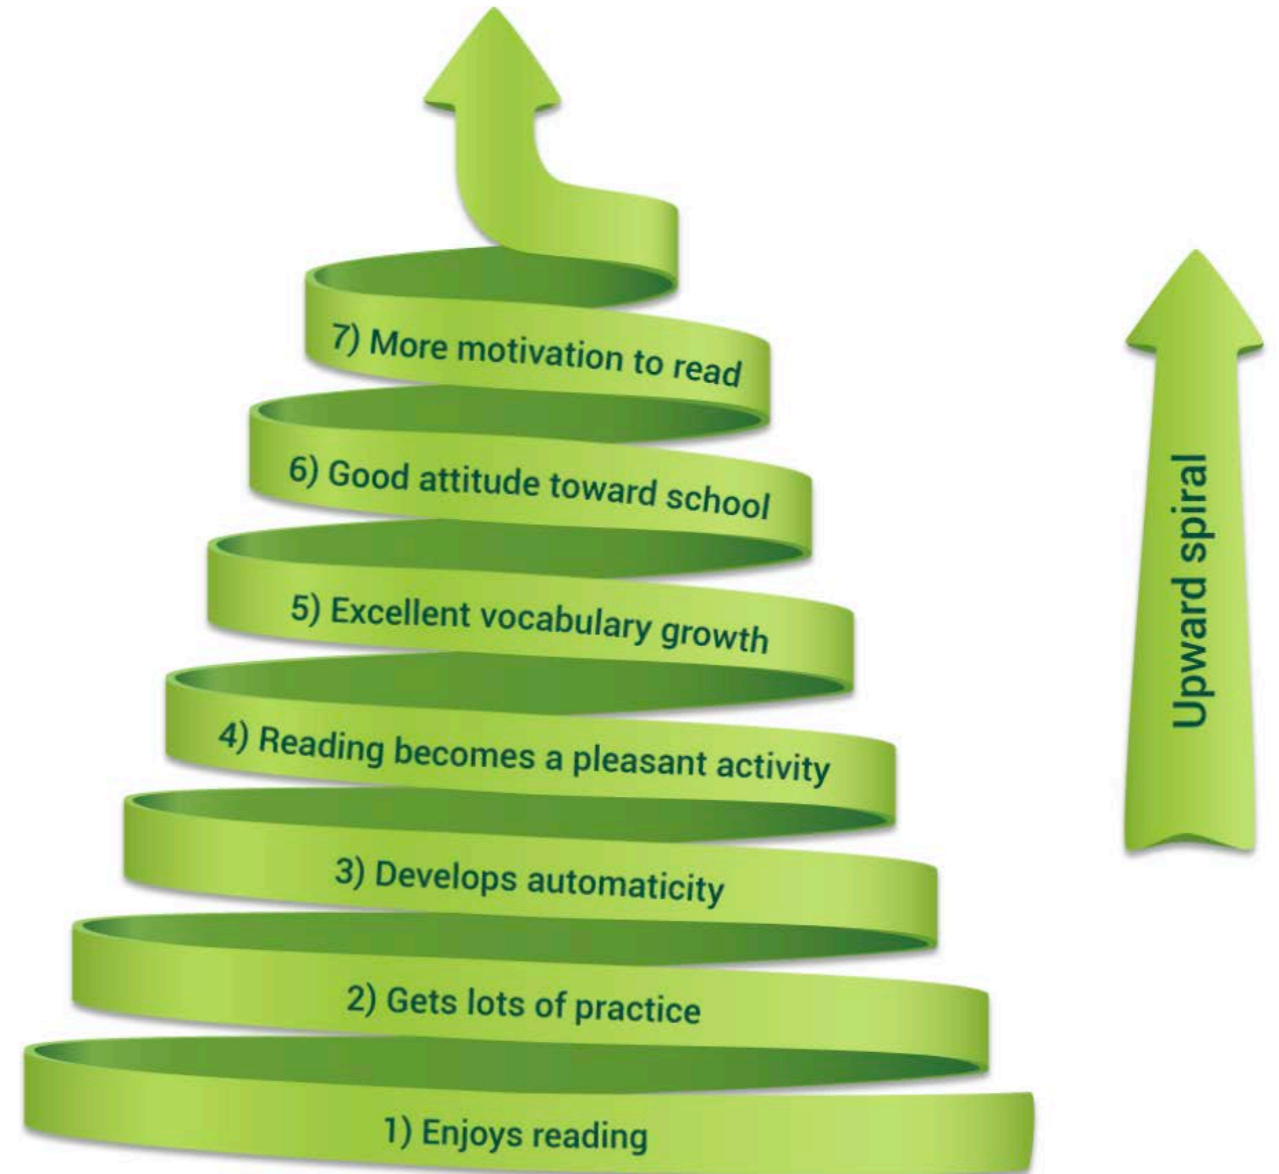 7) More motivation to read
6) Good attitude toward school
5) Excellent vocabulary growth
4) Reading becomes a pleasant activity
3) Develops automaticity
2) Gets lots of practice
1) Enjoys reading
Upward spiral